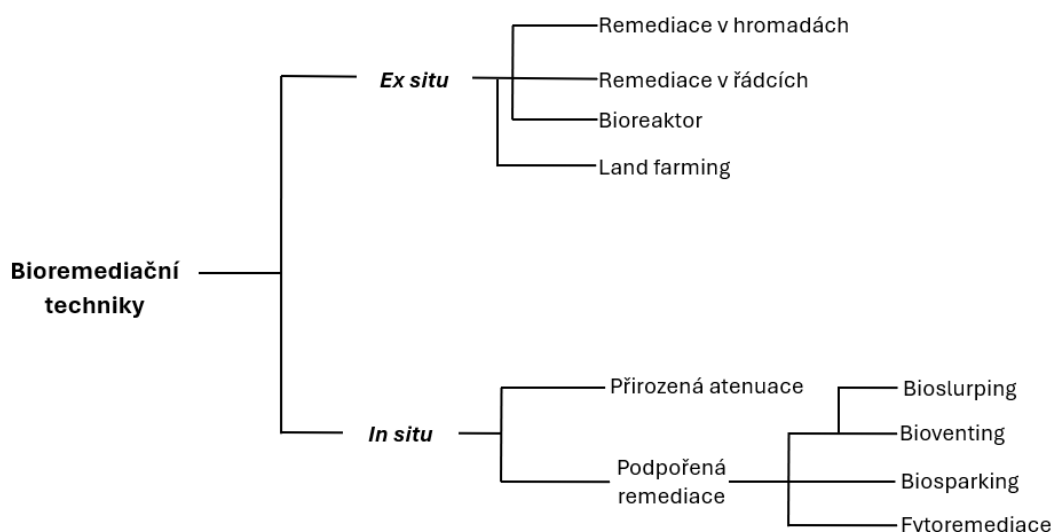 Bioremediační
techniky
Ex situ
Remediace v hromadách
Remediace v řádcích
Bioreaktor
Land farming
In situ
Přirozená atenuace
Podpořená
remediace
Bioslurping
Bioventing
Biosparking
Fytoremediace